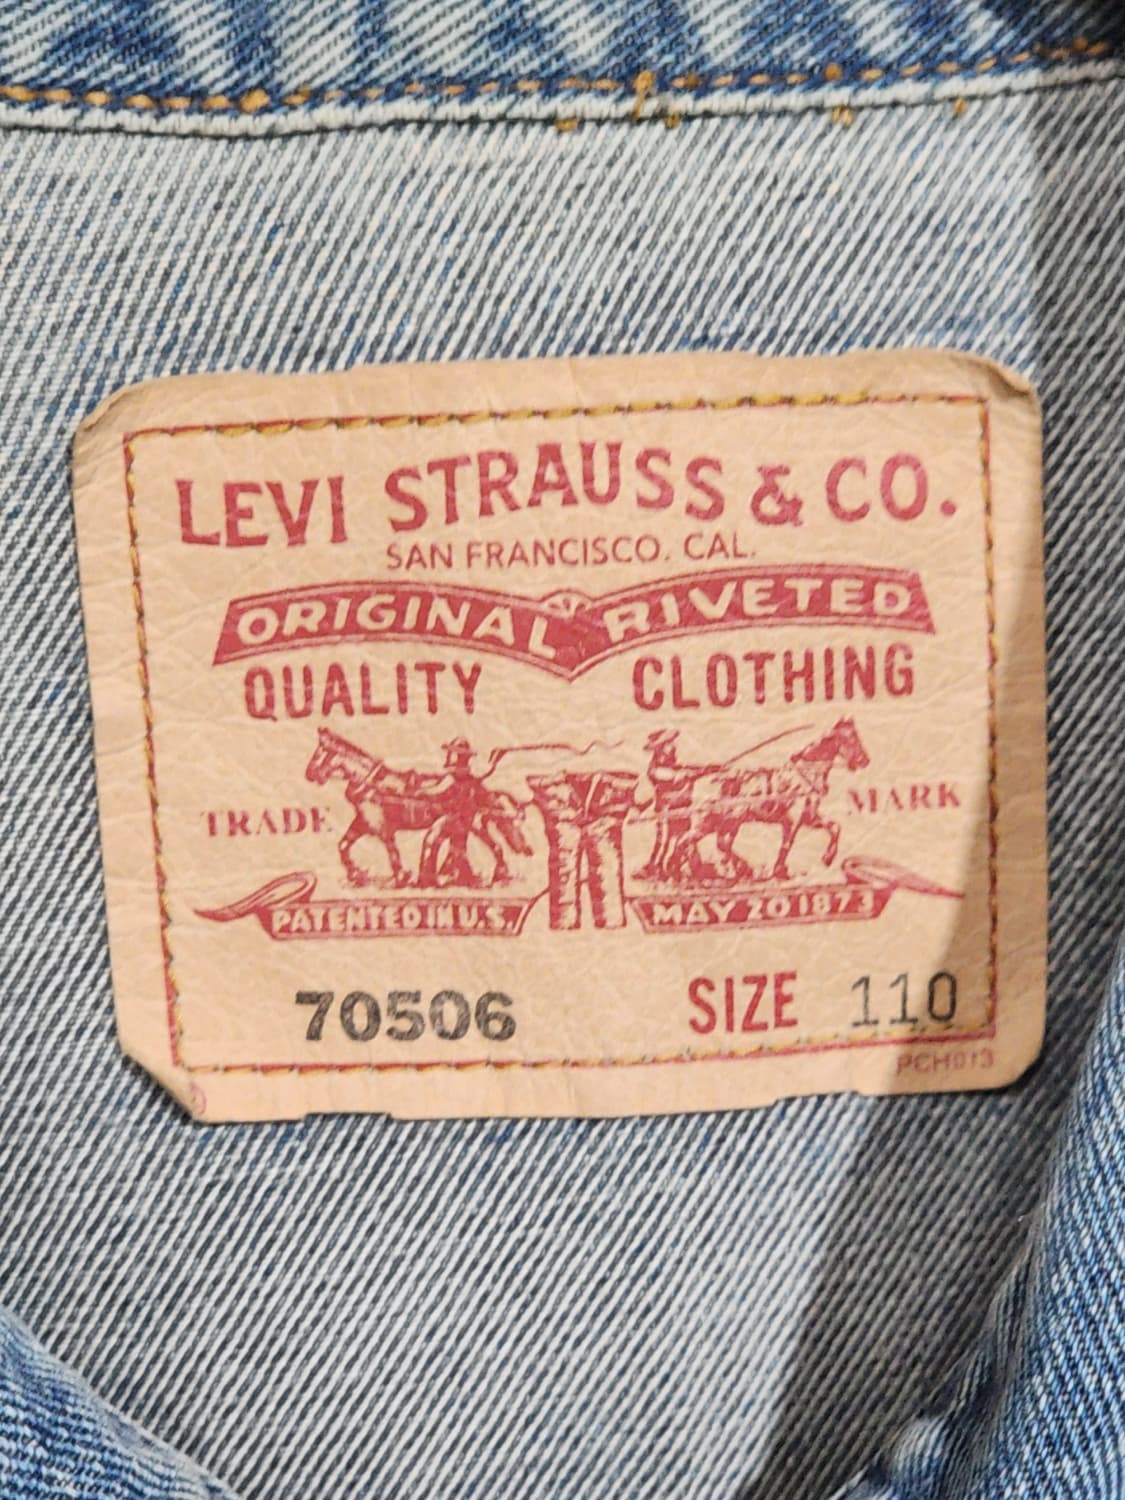 LEVI STRAUSS & CO.
SAN FRANCISCO. CAL.
ORIGINAL RIVETED
QUALITY CLOTHING
TRADE MARK
PATENTED IN U.S. MAY 20 1873
70506 SIZE 110
PCH013